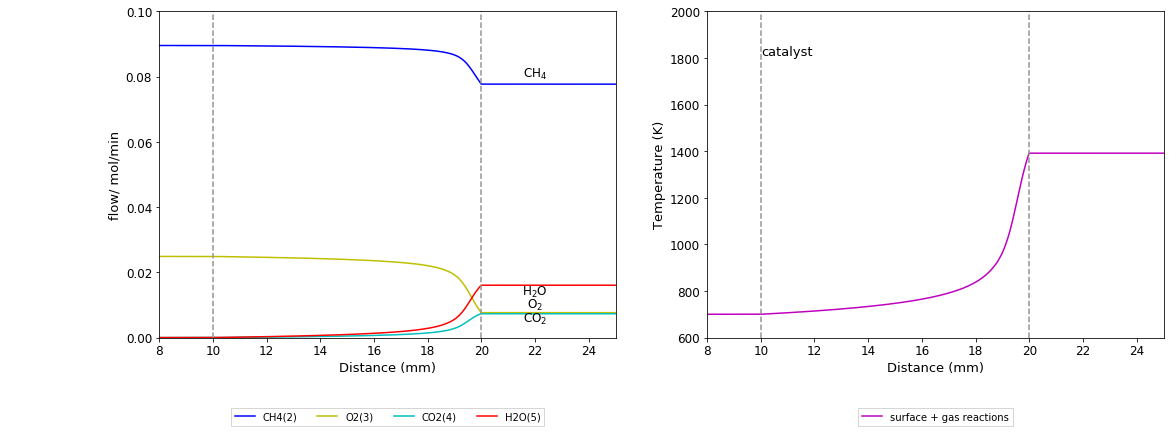 0.10
0.08
0.06
0.04
0.02
0.00
flow/ mol/min
CH₄
H₂O
O₂
CO₂
8 10 12 14 16 18 20 22 24
Distance (mm)
CH4(2) O2(3) CO2(4) H2O(5)
2000
1800
1600
1400
1200
1000
800
600
Temperature (K)
catalyst
8 10 12 14 16 18 20 22 24
Distance (mm)
surface + gas reactions